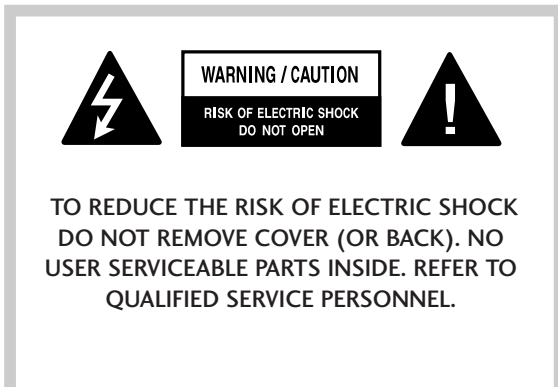 WARNING / CAUTION
RISK OF ELECTRIC SHOCK
DO NOT OPEN
!
TO REDUCE THE RISK OF ELECTRIC SHOCK
DO NOT REMOVE COVER (OR BACK). NO
USER SERVICEABLE PARTS INSIDE. REFER TO
QUALIFIED SERVICE PERSONNEL.